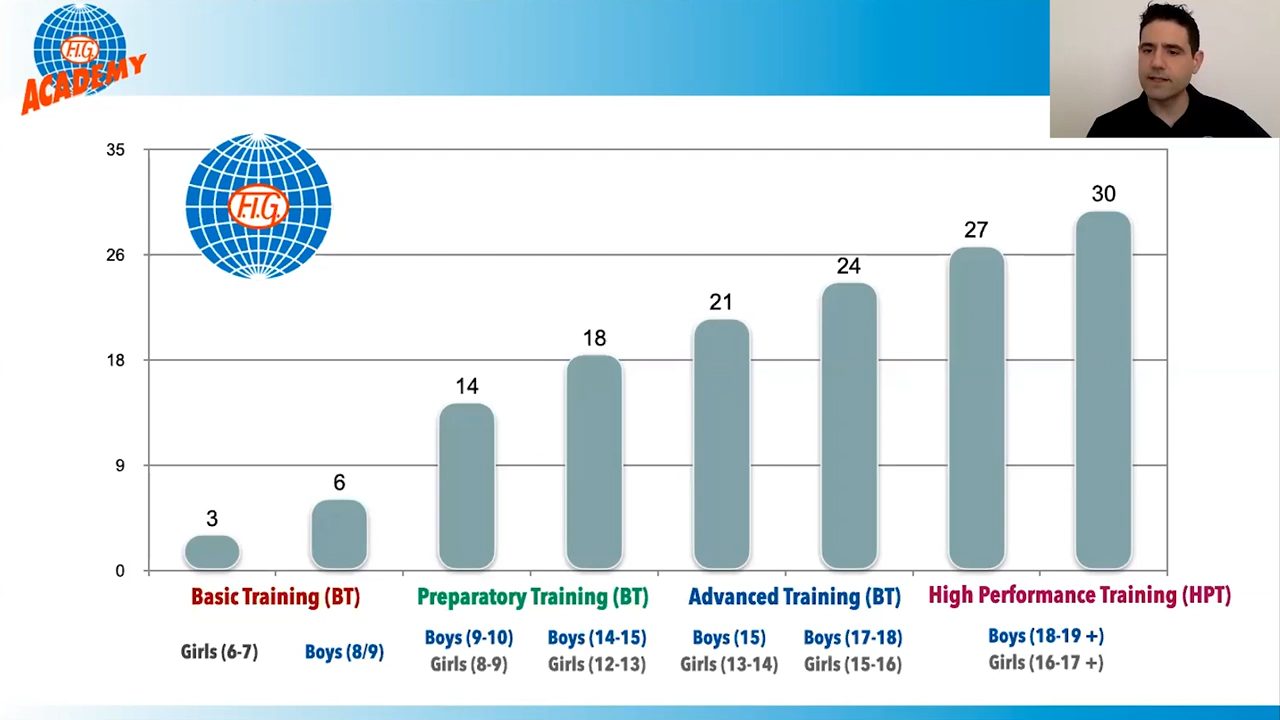 F.I.G.
ACADEMY
35
26
18
9
0
F.I.G.
3
6
14
18
21
24
27
30
Basic Training (BT)
Preparatory Training (BT)
Advanced Training (BT)
High Performance Training (HPT)
Girls (6-7)
Boys (8/9)
Boys (9-10)
Girls (8-9)
Boys (14-15)
Girls (12-13)
Boys (15)
Girls (13-14)
Boys (17-18)
Girls (15-16)
Boys (18-19 +)
Girls (16-17 +)